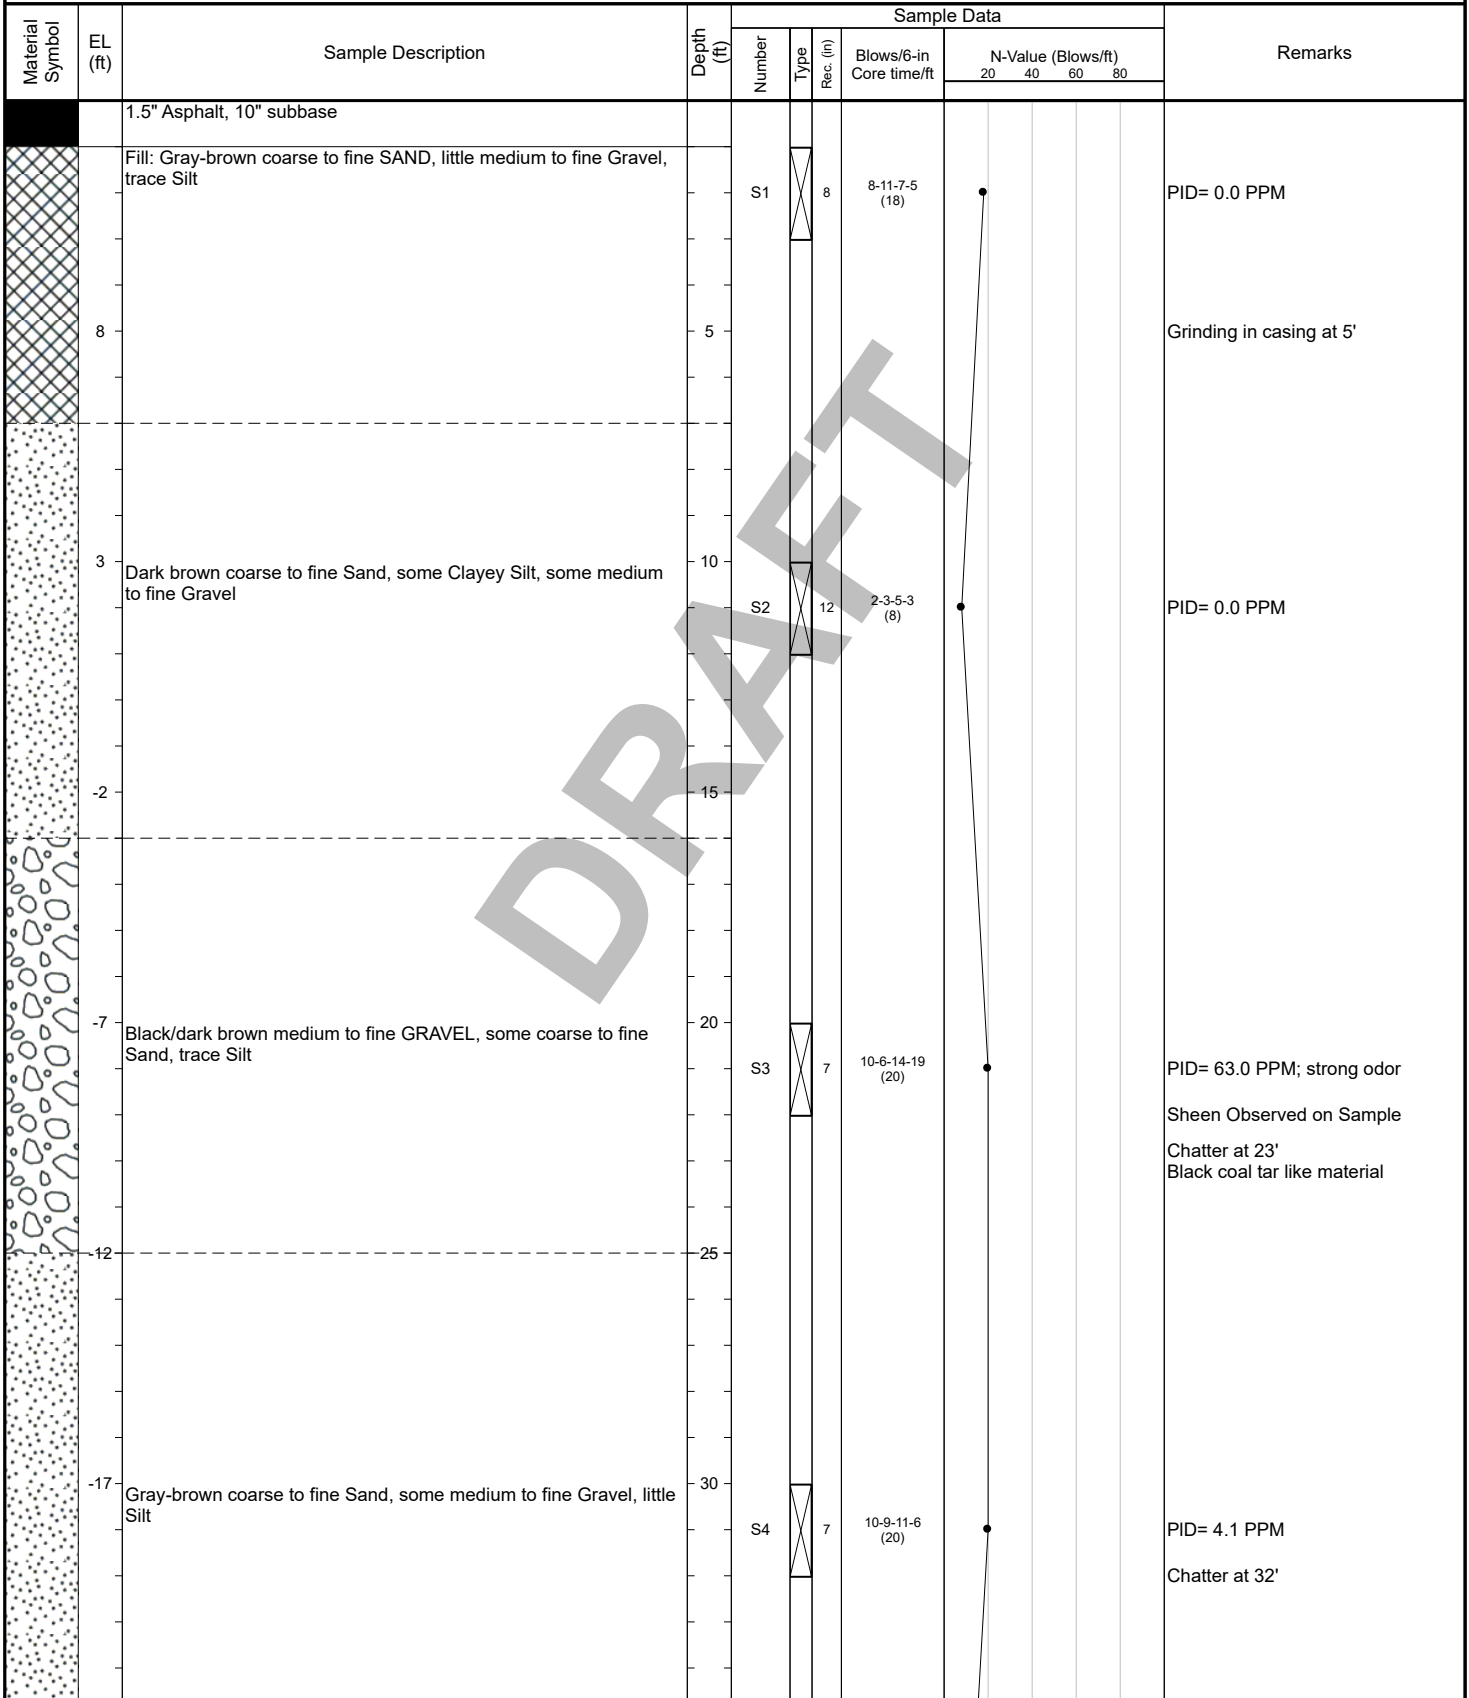 Sample Data
Material
Symbol
EL
(ft)
Sample Description
Depth
(ft)
Number
Type
Rec. (in)
Blows/6-in
Core time/ft
N-Value (Blows/ft)
20 40 60 80
Remarks
1.5" Asphalt, 10" subbase
Fill: Gray-brown coarse to fine SAND, little medium to fine Gravel,
trace Silt
S1 8 8-11-7-5
(18)
PID= 0.0 PPM
8 5 Grinding in casing at 5'
3 10
Dark brown coarse to fine Sand, some Clayey Silt, some medium
to fine Gravel
S2 12 2-3-5-3
(8)
PID= 0.0 PPM
DRAFT
-2 15
-7 20
Black/dark brown medium to fine GRAVEL, some coarse to fine
Sand, trace Silt
S3 7 10-6-14-19
(20)
PID= 63.0 PPM; strong odor
Sheen Observed on Sample
Chatter at 23'
Black coal tar like material
-12 25
-17 30
Gray-brown coarse to fine Sand, some medium to fine Gravel, little
Silt
S4 7 10-9-11-6
(20)
PID= 4.1 PPM
Chatter at 32'